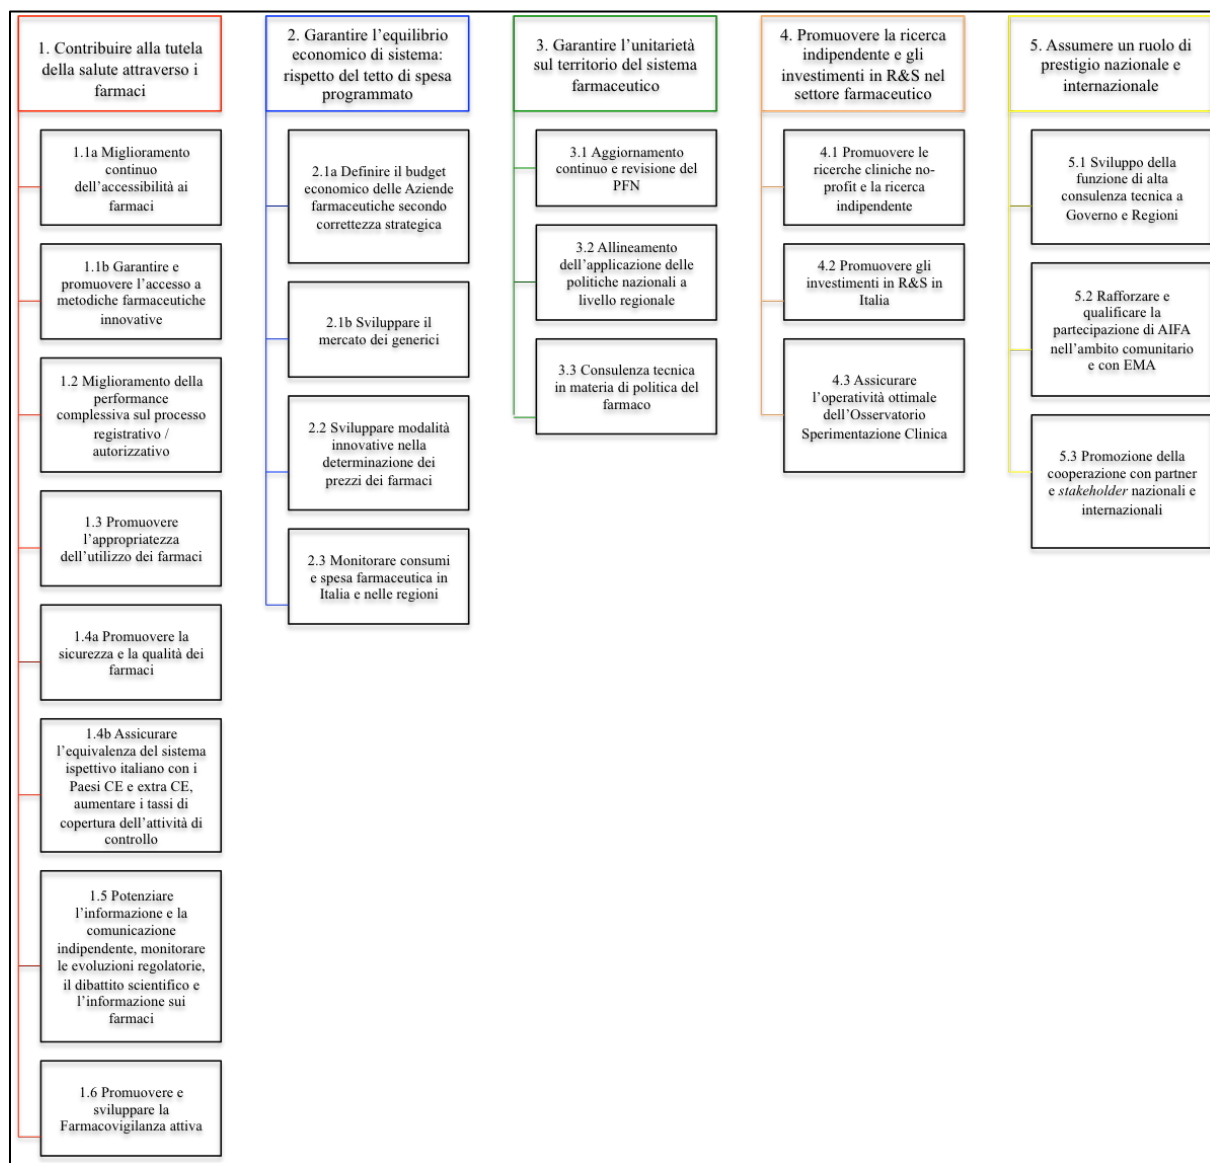 1. Contribuire alla tutela
della salute attraverso i
farmaci
1.1a Miglioramento
continuo
dell’accessibilità ai
farmaci
1.1b Garantire e
promuovere l’accesso a
metodiche farmaceutiche
innovative
1.2 Miglioramento della
performance
complessiva sul processo
registrativo /
autorizzativo
1.3 Promuovere
l’appropriatezza
dell’utilizzo dei farmaci
1.4a Promuovere la
sicurezza e la qualità dei
farmaci
1.4b Assicurare
l’equivalenza del sistema
ispettivo italiano con i
Paesi CE e extra CE,
aumentare i tassi di
copertura dell’attività di
controllo
1.5 Potenziare
l’informazione e la
comunicazione
indipendente, monitorare
le evoluzioni regolatorie,
il dibattito scientifico e
l’informazione sui
farmaci
1.6 Promuovere e
sviluppare la
Farmacovigilanza attiva
2. Garantire l’equilibrio
economico di sistema:
rispetto del tetto di spesa
programmato
2.1a Definire il budget
economico delle Aziende
farmaceutiche secondo
correttezza strategica
2.1b Sviluppare il
mercato dei generici
2.2 Sviluppare modalità
innovative nella
determinazione dei
prezzi dei farmaci
2.3 Monitorare consumi
e spesa farmaceutica in
Italia e nelle regioni
3. Garantire l’unitarietà
sul territorio del sistema
farmaceutico
3.1 Aggiornamento
continuo e revisione del
PFN
3.2 Allineamento
dell’applicazione delle
politiche nazionali a
livello regionale
3.3 Consulenza tecnica
in materia di politica del
farmaco
4. Promuovere la ricerca
indipendente e gli
investimenti in R&S nel
settore farmaceutico
4.1 Promuovere le
ricerche cliniche no-
profit e la ricerca
indipendente
4.2 Promuovere gli
investimenti in R&S in
Italia
4.3 Assicurare
l’operatività ottimale
dell’Osservatorio
Sperimentazione Clinica
5. Assumere un ruolo di
prestigio nazionale e
internazionale
5.1 Sviluppo della
funzione di alta
consulenza tecnica a
Governo e Regioni
5.2 Rafforzare e
qualificare la
partecipazione di AIFA
nell’ambito comunitario
e con EMA
5.3 Promozione della
cooperazione con partner
e stakeholder nazionali e
internazionali